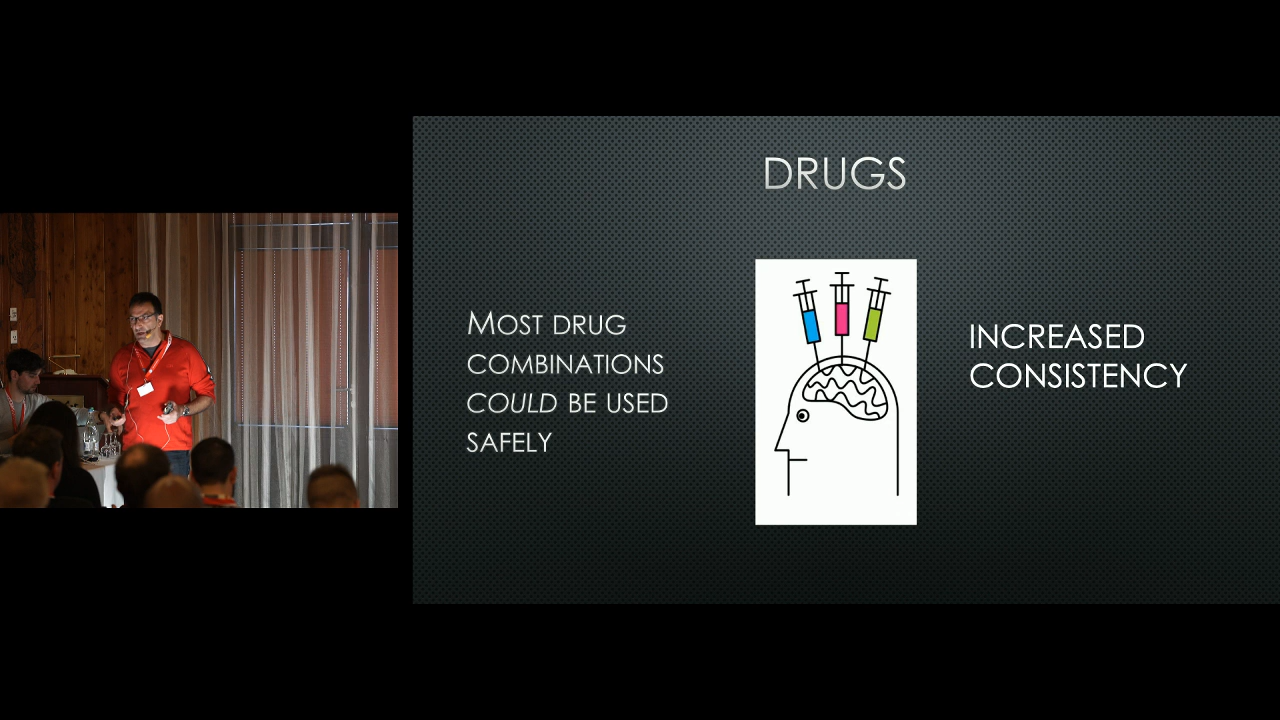 DRUGS
MOST DRUG
COMBINATIONS
COULD BE USED
SAFELY
INCREASED
CONSISTENCY